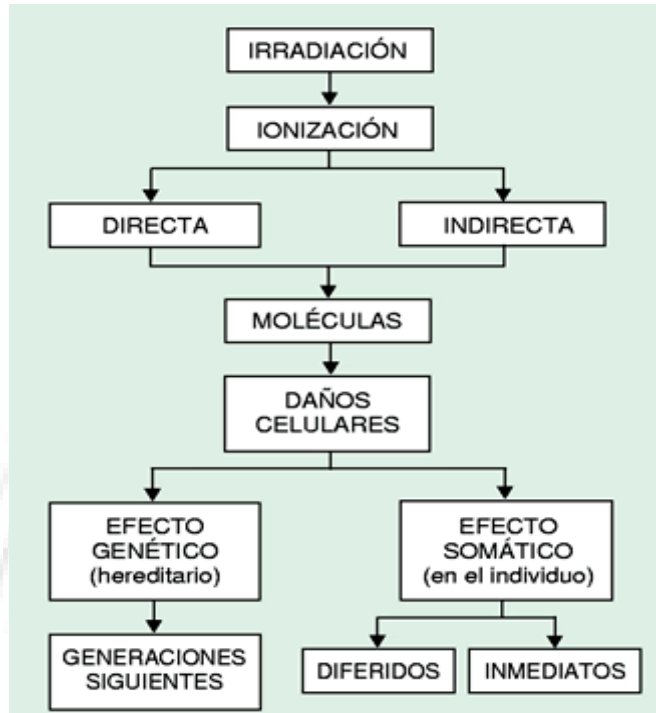 IRRADIACIÓN
IONIZACIÓN
DIRECTA
INDIRECTA
MOLÉCULAS
DAÑOS
CELULARES
EFECTO
GENÉTICO
(hereditario)
EFECTO
SOMÁTICO
(en el individuo)
GENERACIONES
SIGUIENTES
DIFERIDOS
INMEDIATOS